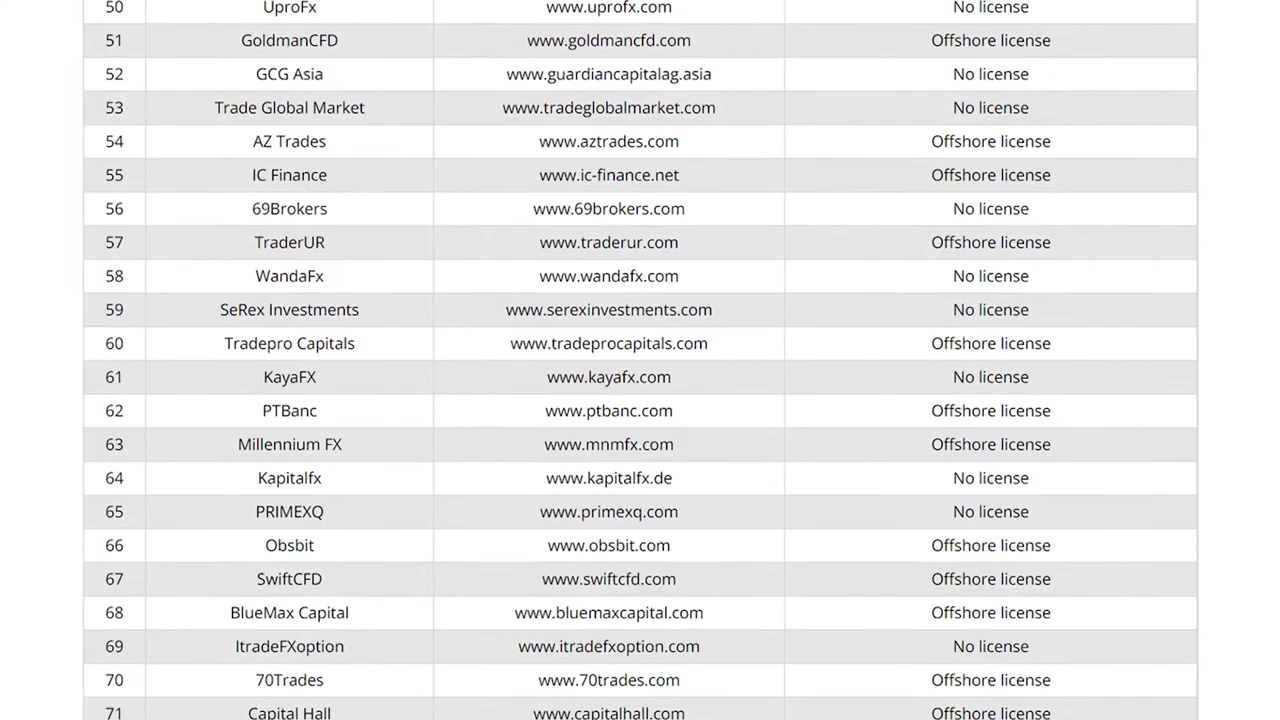 50 UproFx www.uprofx.com No license
51 GoldmanCFD www.goldmancfd.com Offshore license
52 GCG Asia www.guardiancapitalag.asia No license
53 Trade Global Market www.tradeglobalmarket.com No license
54 AZ Trades www.aztrades.com Offshore license
55 IC Finance www.ic-finance.net Offshore license
56 69Brokers www.69brokers.com No license
57 TraderUR www.traderur.com Offshore license
58 WandaFx www.wandafx.com No license
59 SeRex Investments www.serexinvestments.com No license
60 Tradepro Capitals www.tradeprocapitals.com Offshore license
61 KayaFX www.kayafx.com No license
62 PTBanc www.ptbanc.com Offshore license
63 Millennium FX www.mnmfx.com Offshore license
64 Kapitalfx www.kapitalfx.de No license
65 PRIMEXQ www.primexq.com No license
66 Obsbit www.obsbit.com Offshore license
67 SwiftCFD www.swiftcfd.com Offshore license
68 BlueMax Capital www.bluemaxcapital.com Offshore license
69 ItradeFXoption www.itradefxoption.com No license
70 70Trades www.70trades.com Offshore license
71 Capital Hall www.capitalhall.com Offshore license